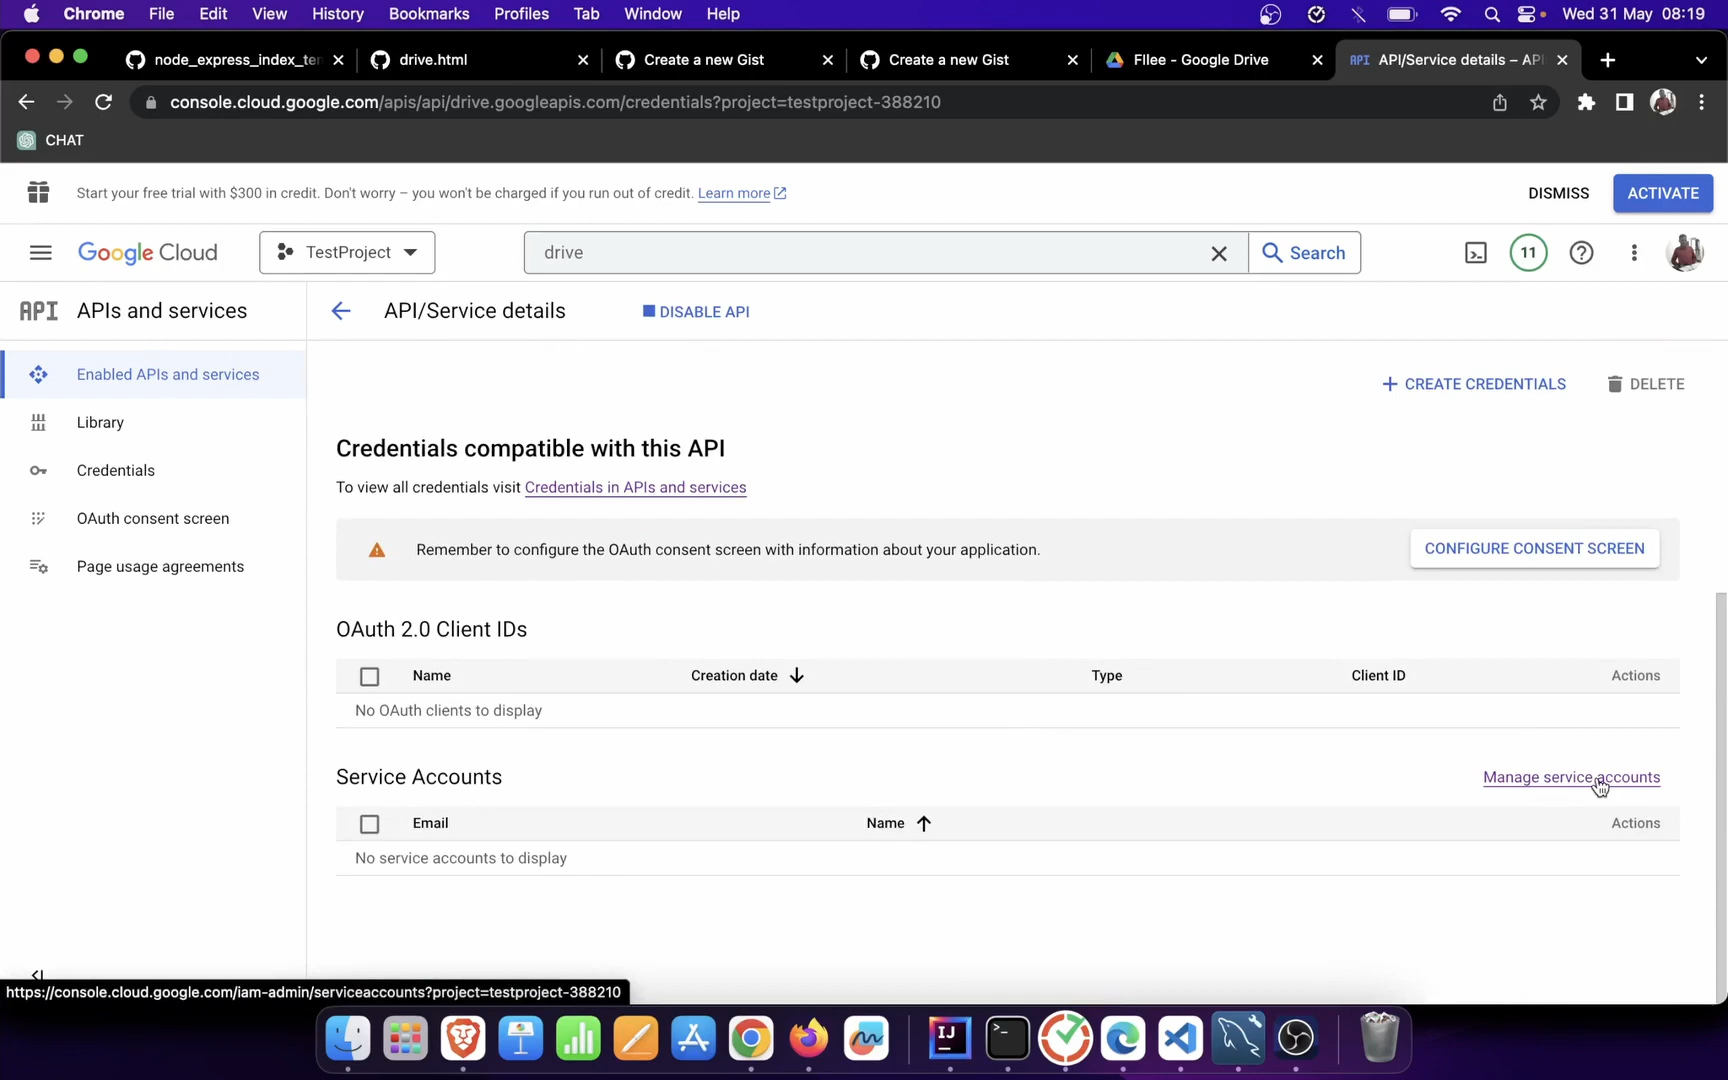 Chrome File Edit View History Bookmarks Profiles Tab Window Help Wed 31 May 08:19
node_express_index_ter drive.html Create a new Gist Create a new Gist FIlee - Google Drive API API/Service details – API
console.cloud.google.com/apis/api/drive.googleapis.com/credentials?project=testproject-388210
CHAT
Start your free trial with $300 in credit. Don't worry – you won't be charged if you run out of credit. Learn more DISMISS ACTIVATE
Google Cloud TestProject drive Search 11
API APIs and services API/Service details DISABLE API
Enabled APIs and services
Library
Credentials
OAuth consent screen
Page usage agreements
+ CREATE CREDENTIALS DELETE
Credentials compatible with this API
To view all credentials visit Credentials in APIs and services
Remember to configure the OAuth consent screen with information about your application. CONFIGURE CONSENT SCREEN
OAuth 2.0 Client IDs
Name Creation date Type Client ID Actions
No OAuth clients to display
Service Accounts Manage service accounts
Email Name Actions
No service accounts to display
https://console.cloud.google.com/iam-admin/serviceaccounts?project=testproject-388210
IJ